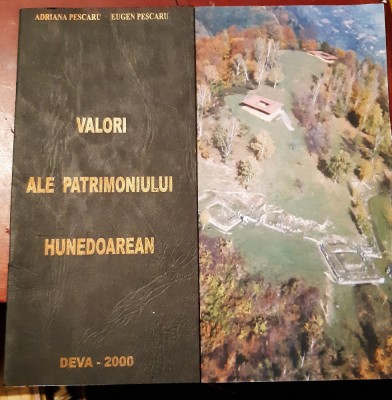 ADRIANA PESCARU - EUGEN PESCARU
VALORI
ALE PATRIMONIULUI
HUNEDOAREAN
DEVA - 2000